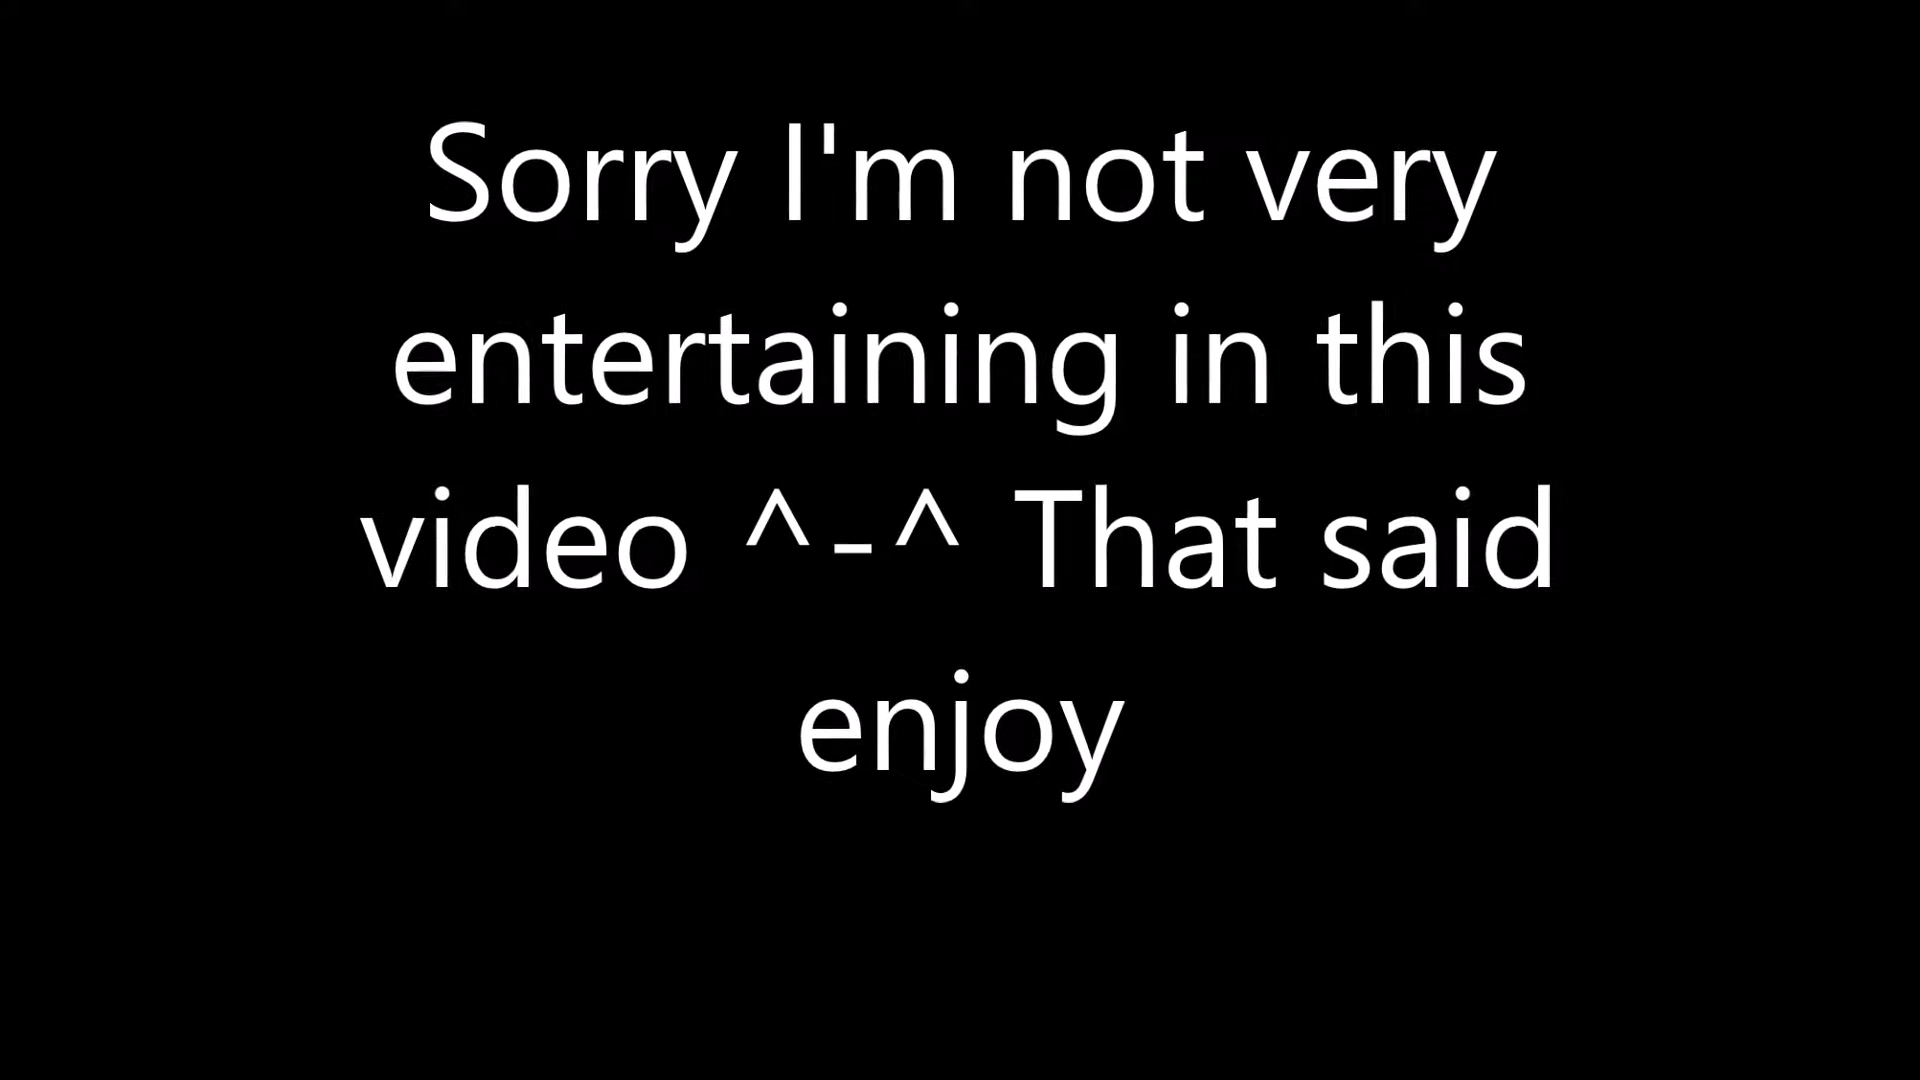 Sorry I'm not very
entertaining in this
video ^-^ That said
enjoy